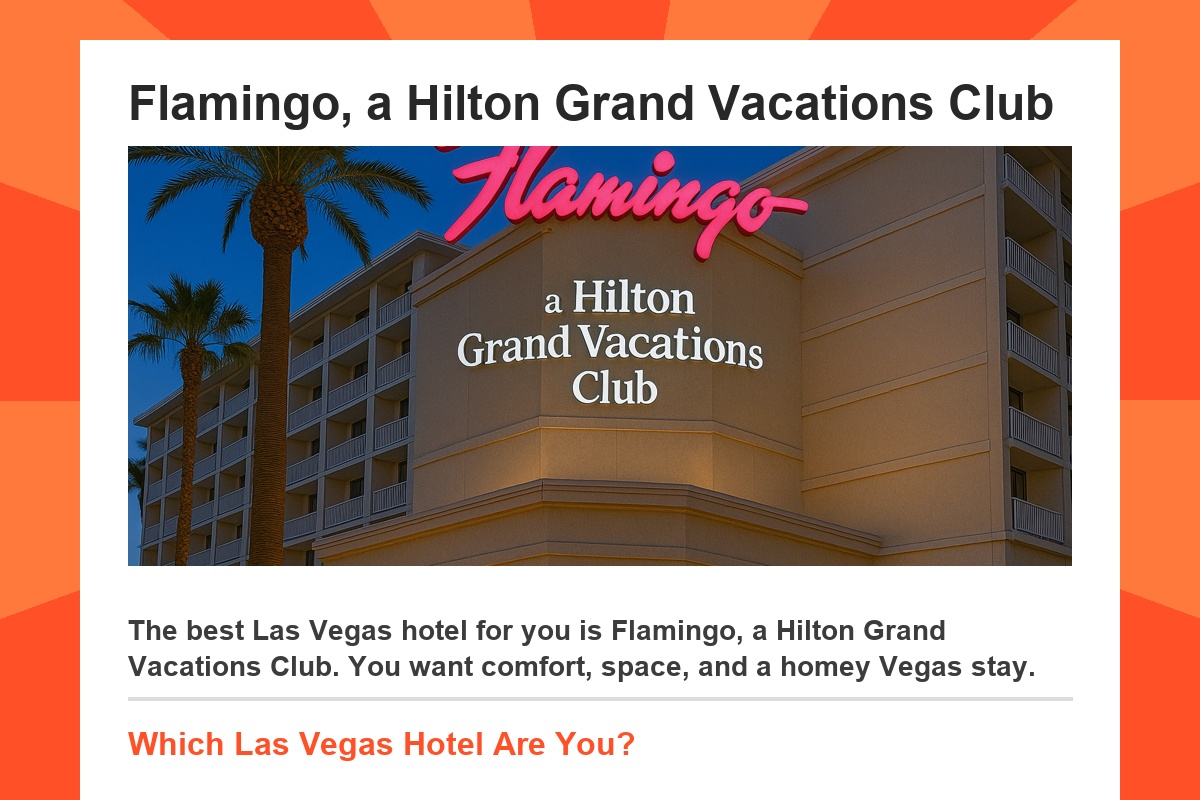 Flamingo, a Hilton Grand Vacations Club
Flamingo
a Hilton
Grand Vacations
Club
The best Las Vegas hotel for you is Flamingo, a Hilton Grand
Vacations Club. You want comfort, space, and a homey Vegas stay.
Which Las Vegas Hotel Are You?